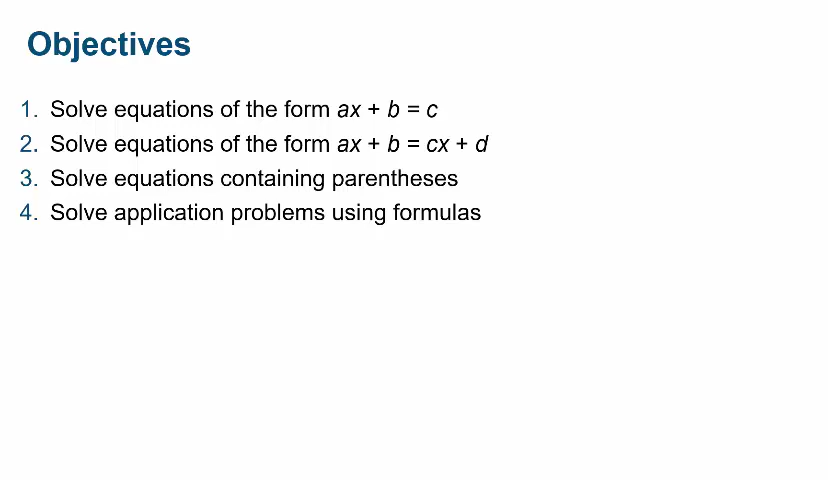 Objectives
1. Solve equations of the form ax + b = c
2. Solve equations of the form ax + b = cx + d
3. Solve equations containing parentheses
4. Solve application problems using formulas